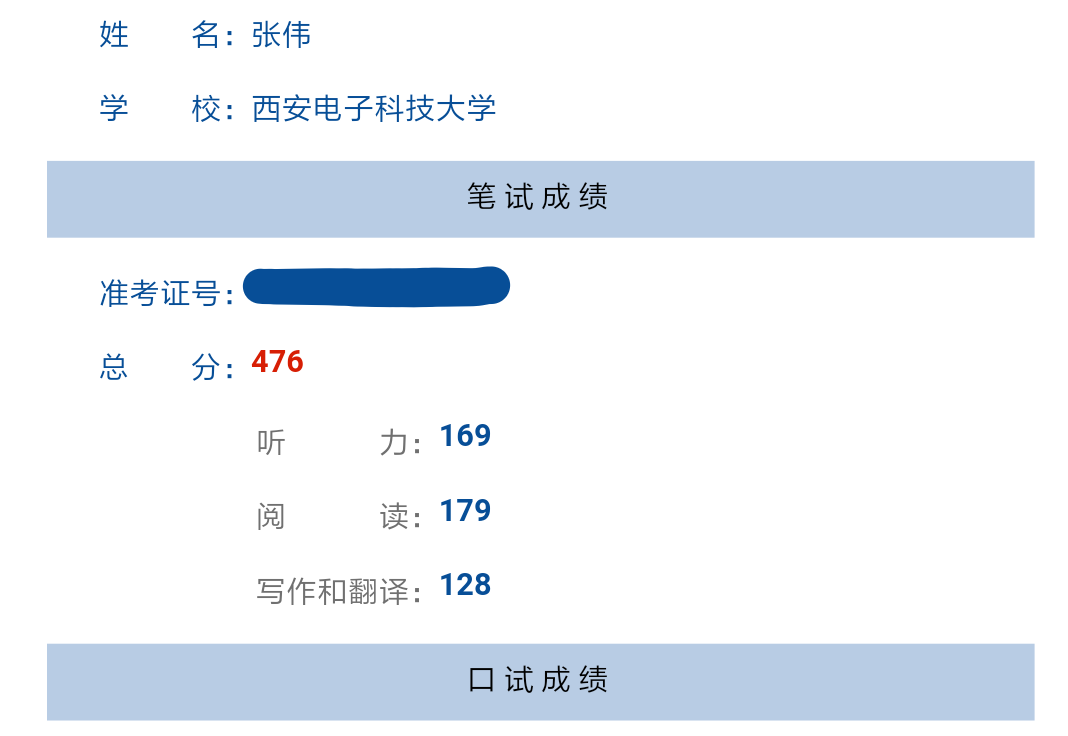 姓名：张伟
学校：西安电子科技大学
笔试成绩
准考证号：
总分：476
听力：169
阅读：179
写作和翻译：128
口试成绩